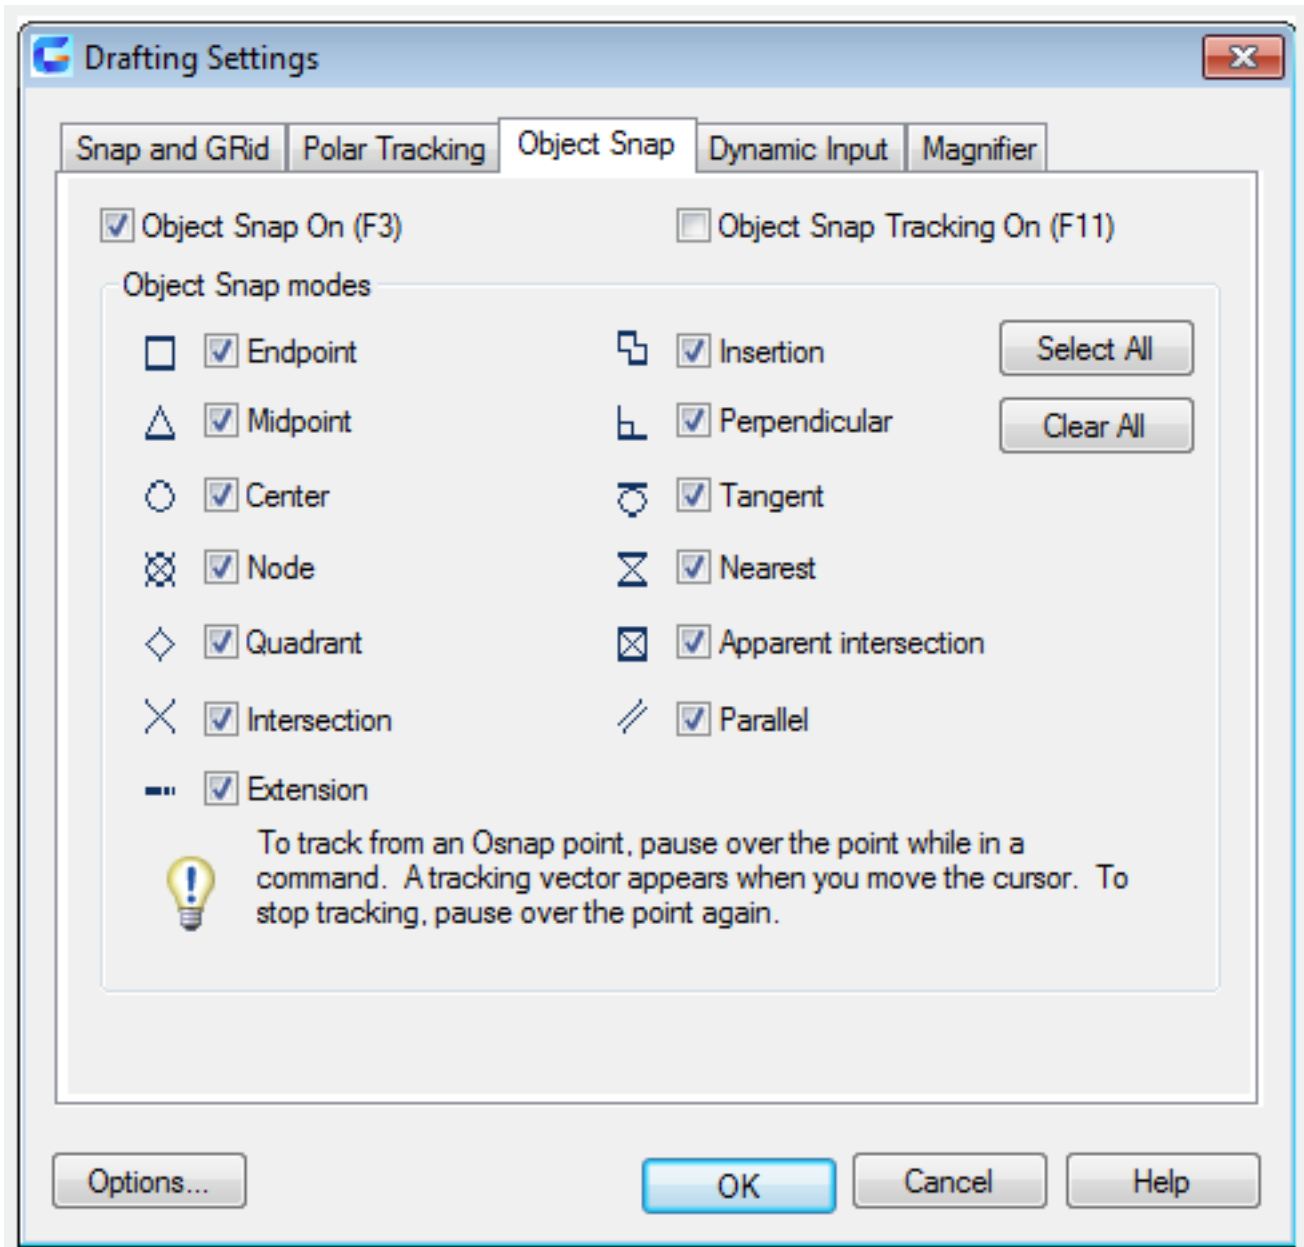 Drafting Settings
Snap and GRid Polar Tracking Object Snap Dynamic Input Magnifier
Object Snap On (F3) Object Snap Tracking On (F11)
Object Snap modes
Endpoint Insertion Select All
Midpoint Perpendicular Clear All
Center Tangent
Node Nearest
Quadrant Apparent intersection
Intersection Parallel
Extension
To track from an Osnap point, pause over the point while in a
command. A tracking vector appears when you move the cursor. To
stop tracking, pause over the point again.
Options... OK Cancel Help